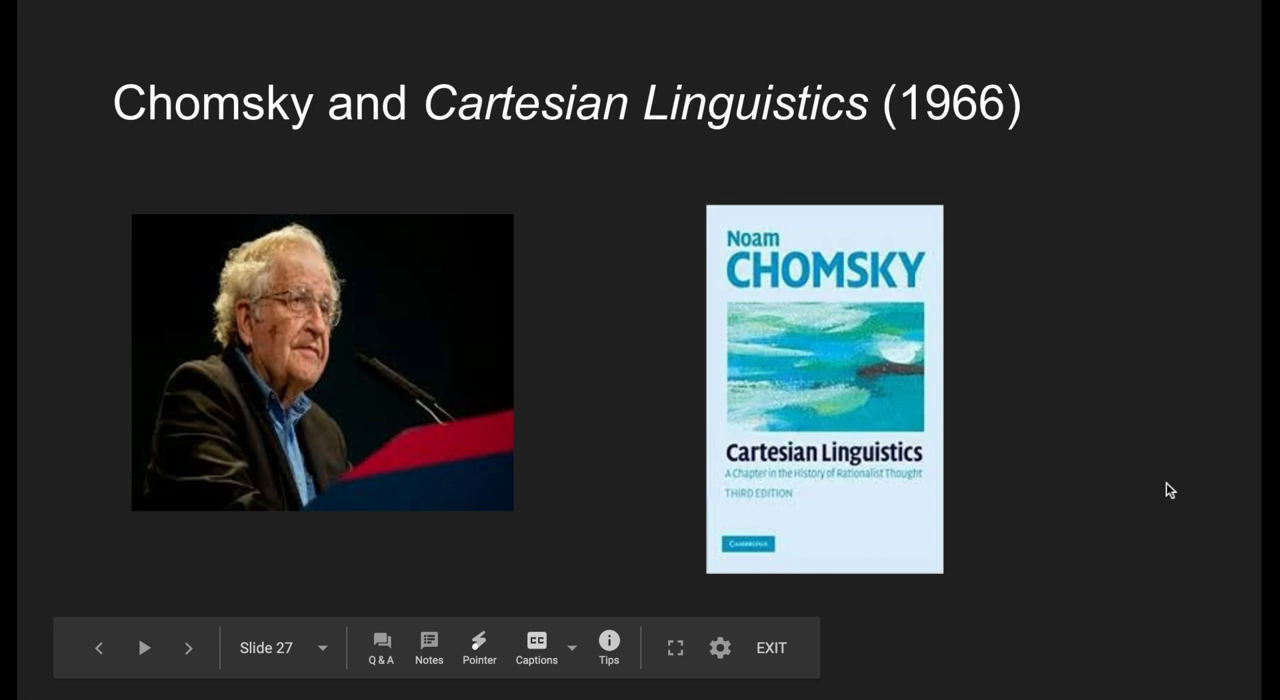 Chomsky and Cartesian Linguistics (1966)
Noam
CHOMSKY
Cartesian Linguistics
A Chapter in the History of Rationalist Thought
THIRD EDITION
CAMBRIDGE
Slide 27
Q & A
Notes
Pointer
CC
Captions
Tips
EXIT